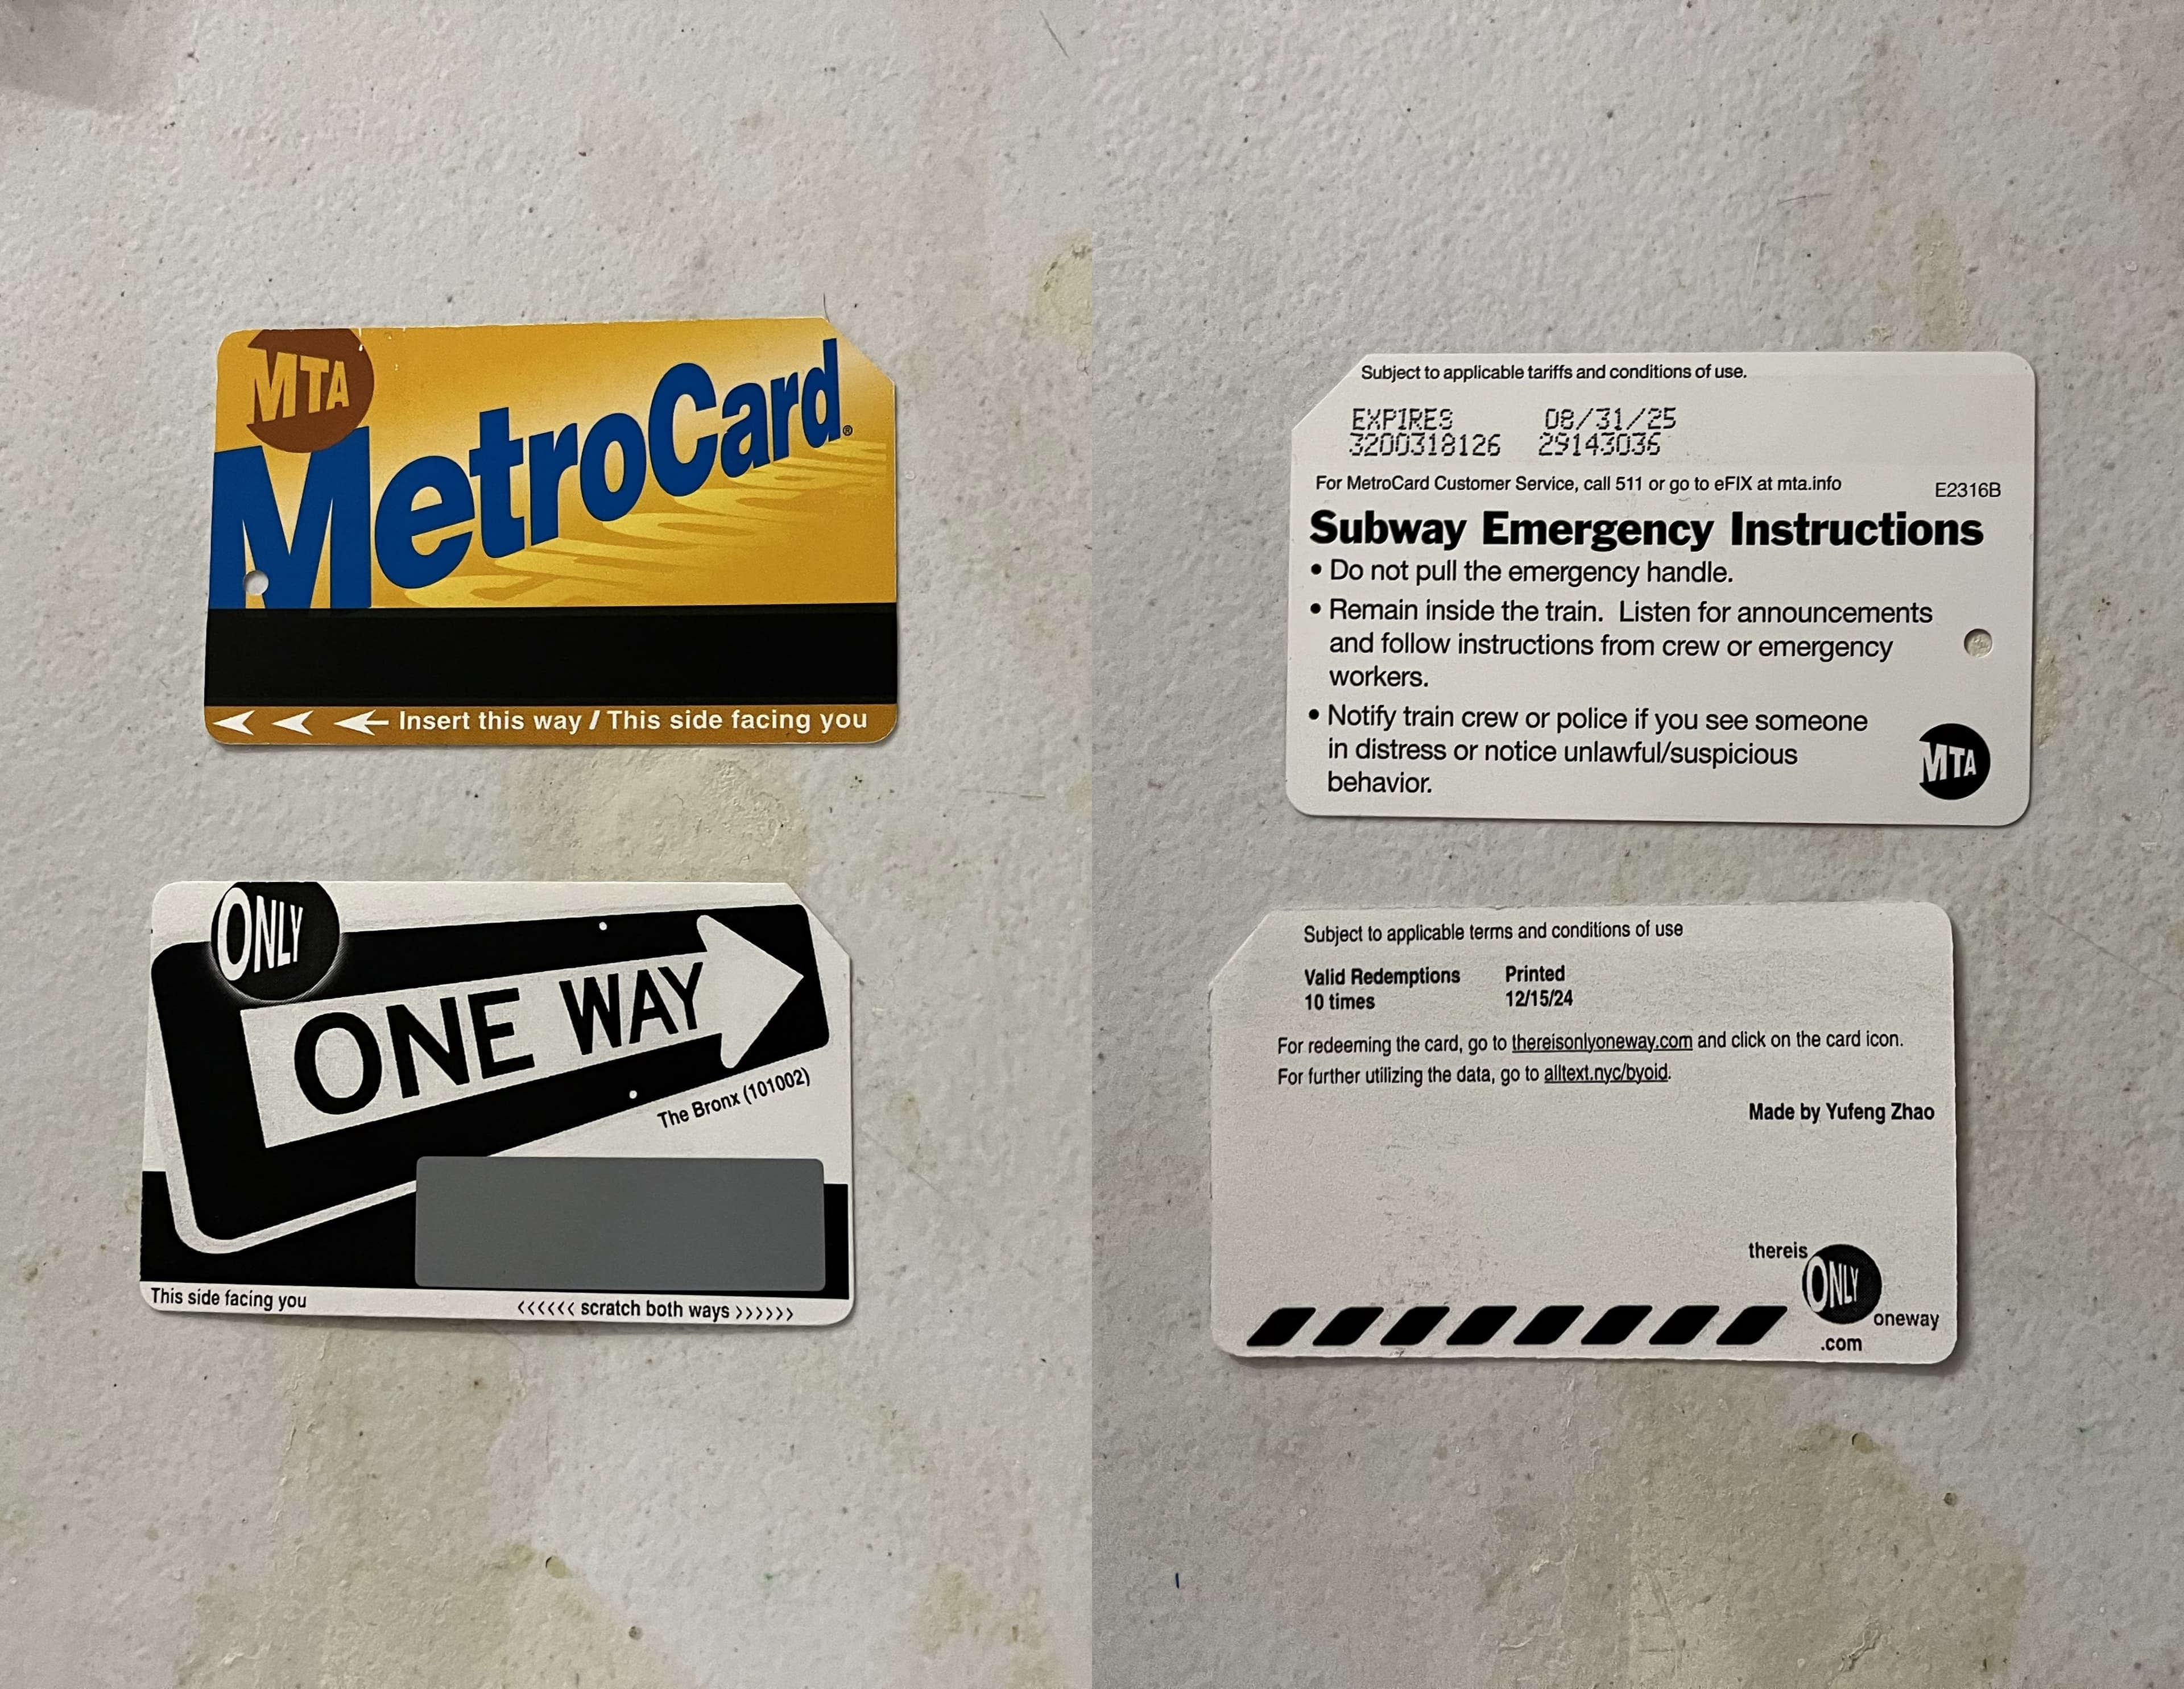 MTA
MetroCard®
Insert this way / This side facing you
ONLY
ONE WAY
The Bronx (101002)
This side facing you
<<<<<< scratch both ways >>>>>>
Subject to applicable tariffs and conditions of use.
EXPIRES 08/31/25
3200318126 29143036
For MetroCard Customer Service, call 511 or go to eFIX at mta.info
E2316B
Subway Emergency Instructions
• Do not pull the emergency handle.
• Remain inside the train. Listen for announcements
and follow instructions from crew or emergency
workers.
• Notify train crew or police if you see someone
in distress or notice unlawful/suspicious
behavior.
MTA
Subject to applicable terms and conditions of use
Valid Redemptions Printed
10 times 12/15/24
For redeeming the card, go to thereisonlyoneway.com and click on the card icon.
For further utilizing the data, go to alltext.nyc/byoid.
Made by Yufeng Zhao
thereis
ONLY
oneway
.com